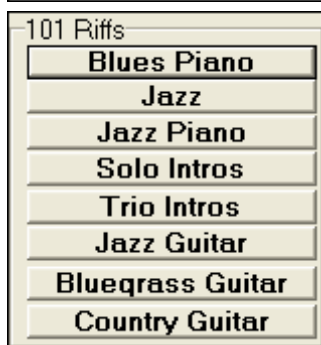 101 Riffs
Blues Piano
Jazz
Jazz Piano
Solo Intros
Trio Intros
Jazz Guitar
Bluegrass Guitar
Country Guitar